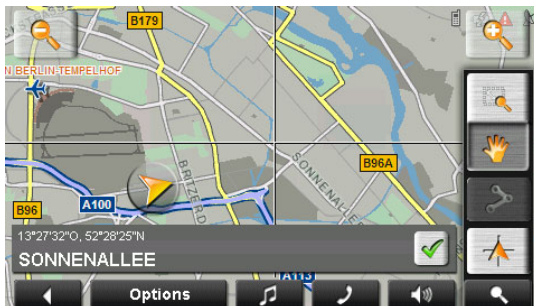 B179
N BERLIN-TEMPELHOF
BRITZER D
SONNENALLEE
B96A
B96
A100
13°27'32"O, 52°28'25"N
SONNENALLEE
A113
Options